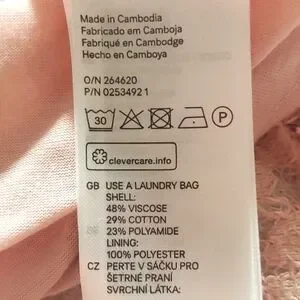 Made in Cambodia
Fabricado em Camboja
Fabriqué en Cambodge
Hecho en Camboya
O/N 264620
P/N 0253492 1
30
P
clevercare.info
GB USE A LAUNDRY BAG
SHELL:
48% VISCOSE
29% COTTON
23% POLYAMIDE
LINING:
100% POLYESTER
CZ PERTE V SÁČKU PRO
ŠETRNÉ PRANÍ
SVRCHNÍ LÁTKA: